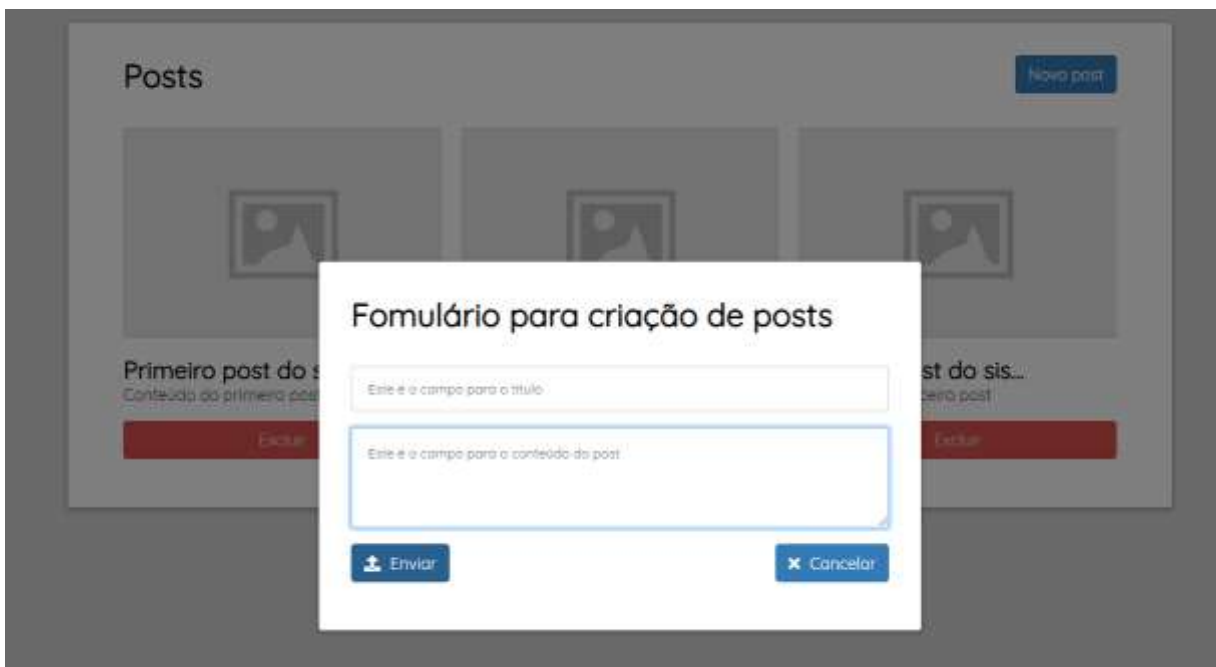 Posts
Novo post
Fomulário para criação de posts
Primeiro post do s
st do sis...
Conteúdo do primeiro post
ceiro post
Este é o campo para o título
Excluir
Excluir
Este é o campo para o conteúdo do post
Enviar
Cancelar